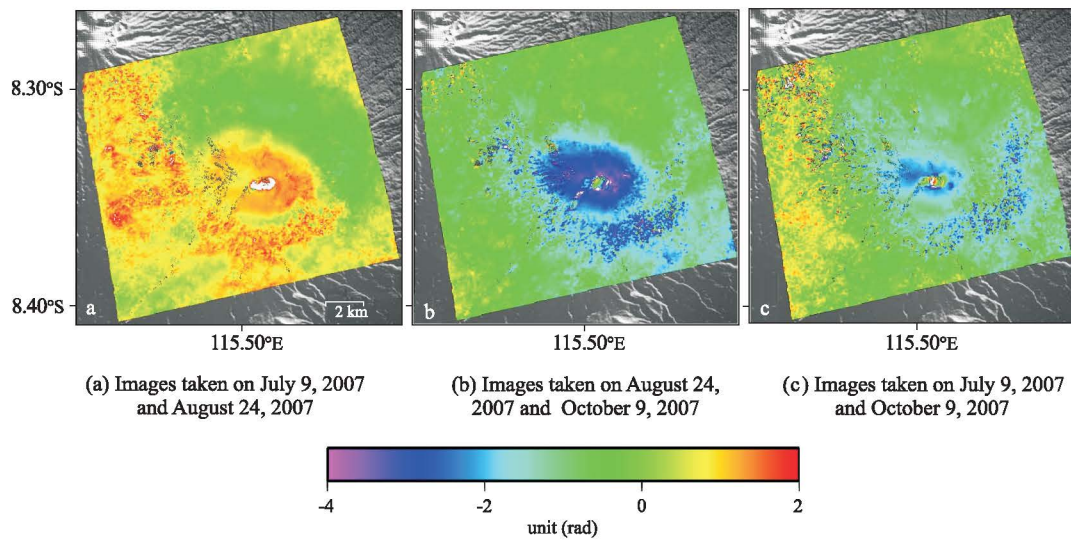 8.30°S
8.40°S
a
2 km
b
c
115.50°E
115.50°E
115.50°E
(a) Images taken on July 9, 2007
and August 24, 2007
(b) Images taken on August 24,
2007 and October 9, 2007
(c) Images taken on July 9, 2007
and October 9, 2007
-4
-2
0
2
unit (rad)